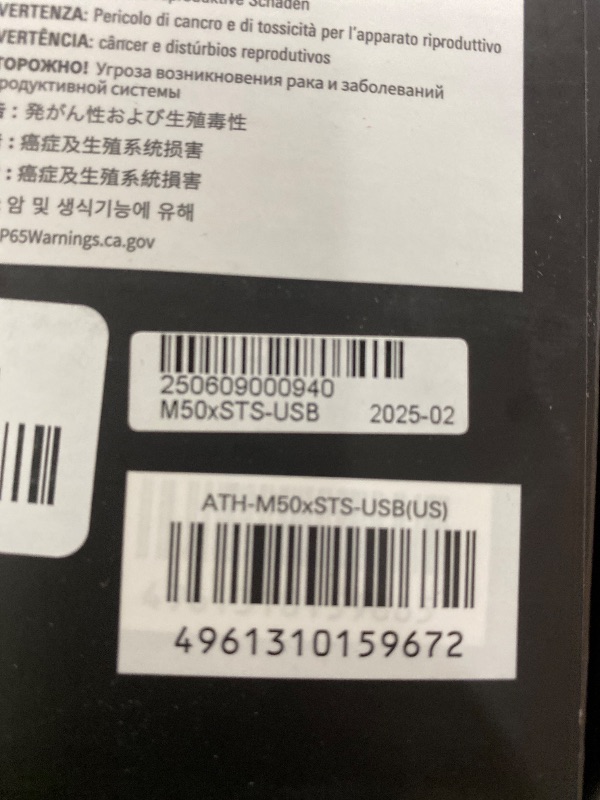 Schäden
VERTENZA: Pericolo di cancro e di tossicità per l'apparato riproduttivo
VERTÊNCIA: câncer e distúrbios reprodutivos
ТОРОЖНО! Угроза возникновения рака и заболеваний
родуктивной системы
: 発がん性および生殖毒性
: 癌症及生殖系统损害
: 癌症及生殖系統損害
: 암 및 생식기능에 유해
P65Warnings.ca.gov
250609000940
M50xSTS-USB 2025-02
ATH-M50xSTS-USB(US)
4961310159672